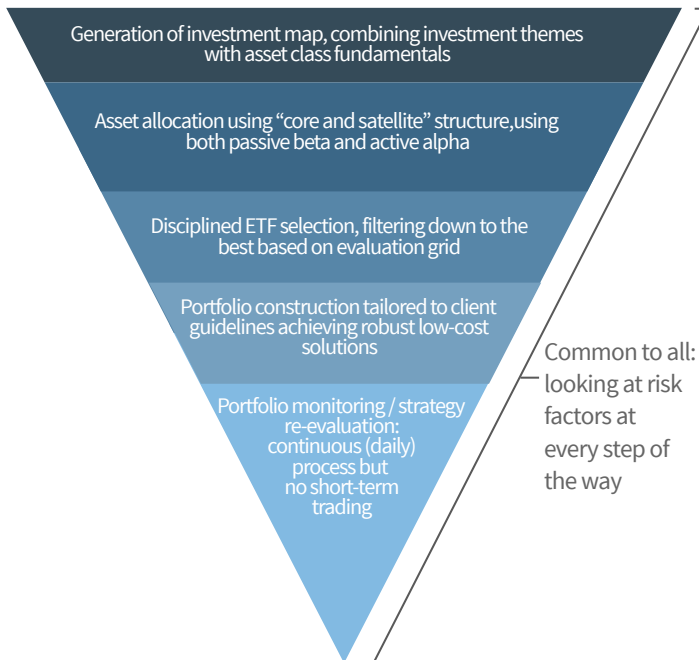 Generation of investment map, combining investment themes
with asset class fundamentals
Asset allocation using “core and satellite” structure,using
both passive beta and active alpha
Disciplined ETF selection, filtering down to the
best based on evaluation grid
Portfolio construction tailored to client
guidelines achieving robust low-cost
solutions
Portfolio monitoring / strategy
re-evaluation:
continuous (daily)
process but
no short-term
trading
Common to all:
looking at risk
factors at
every step of
the way